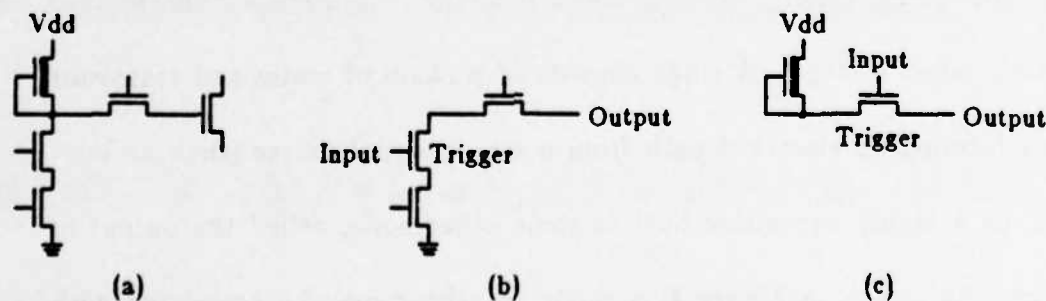 Vdd
Vdd
Input
Output
Output
Input
Trigger
Trigger
(a)
(b)
(c)